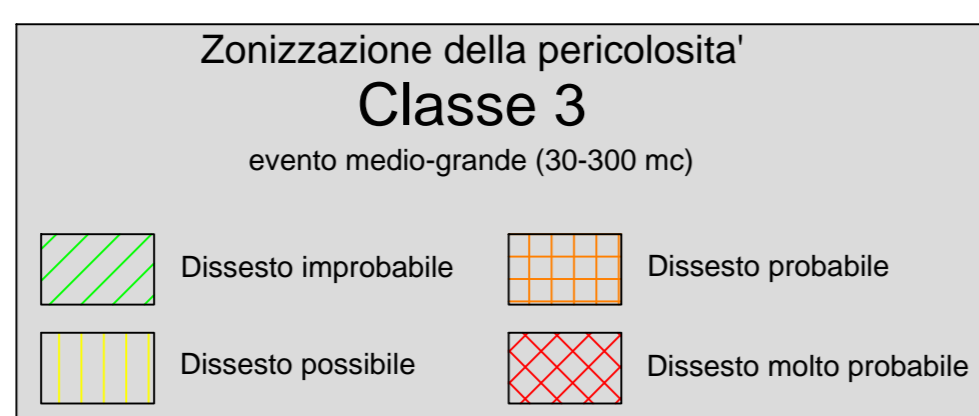 Zonizzazione della pericolosita'
Classe 3
evento medio-grande (30-300 mc)
Dissesto improbabile
Dissesto probabile
Dissesto possibile
Dissesto molto probabile